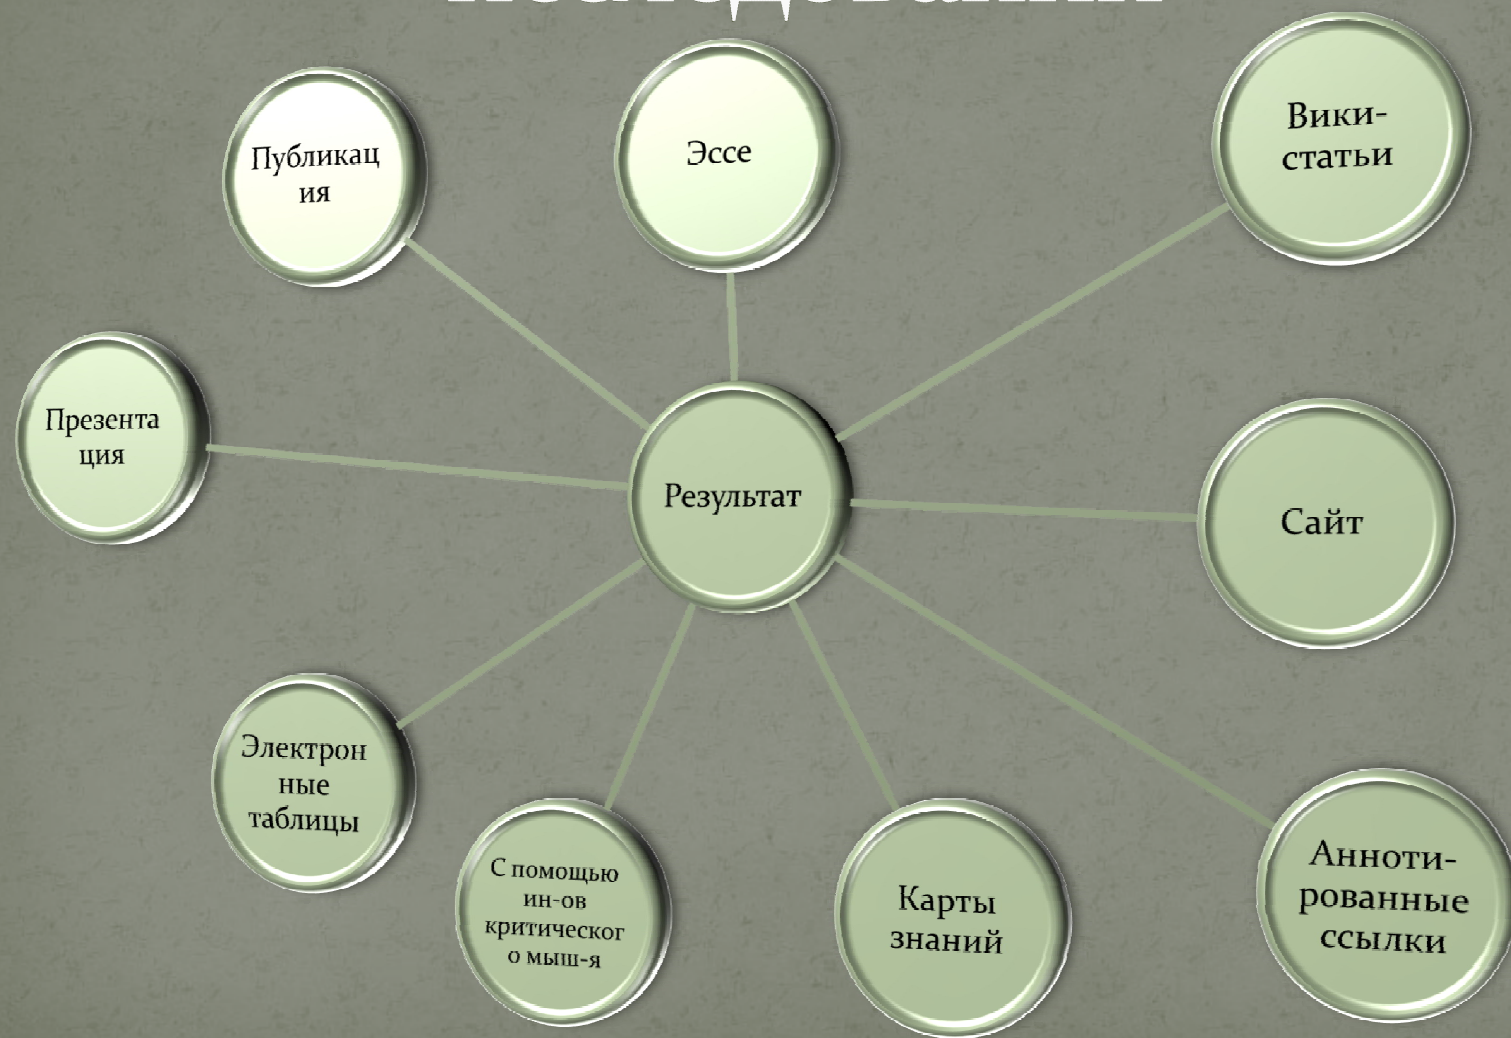 Эссе
Вики-
статьи
Публикац
ия
Презента
ция
Результат
Сайт
Электрон
ные
таблицы
С помощью
ин-ов
критическог
о мыш-я
Карты
знаний
Анноти-
рованные
ссылки